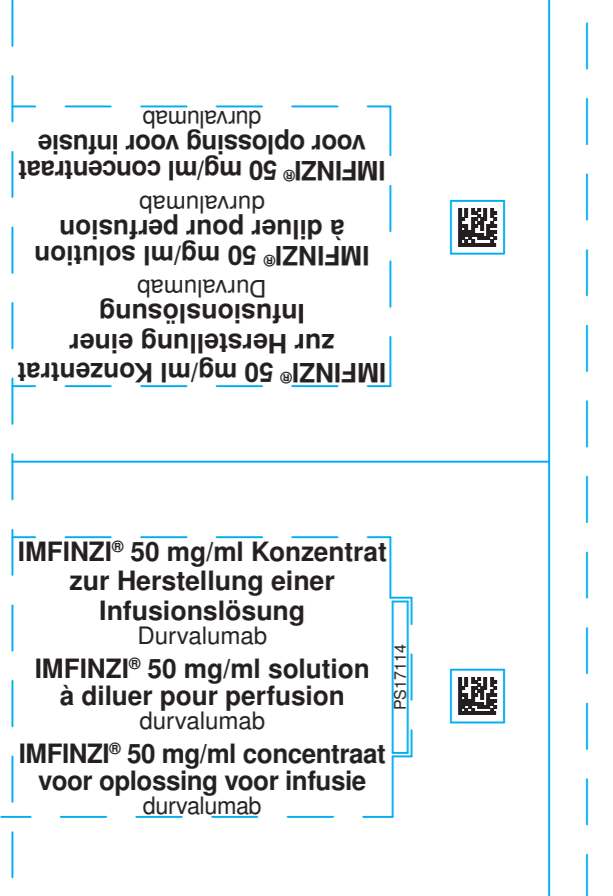 IMFINZI® 50 mg/ml Konzentrat
zur Herstellung einer
Infusionslösung
Durvalumab
IMFINZI® 50 mg/ml solution
à diluer pour perfusion
durvalumab
IMFINZI® 50 mg/ml concentraat
voor oplossing voor infusie
durvalumab
IMFINZI® 50 mg/ml Konzentrat
zur Herstellung einer
Infusionslösung
Durvalumab
IMFINZI® 50 mg/ml solution
à diluer pour perfusion
durvalumab
IMFINZI® 50 mg/ml concentraat
voor oplossing voor infusie
durvalumab
PS17114